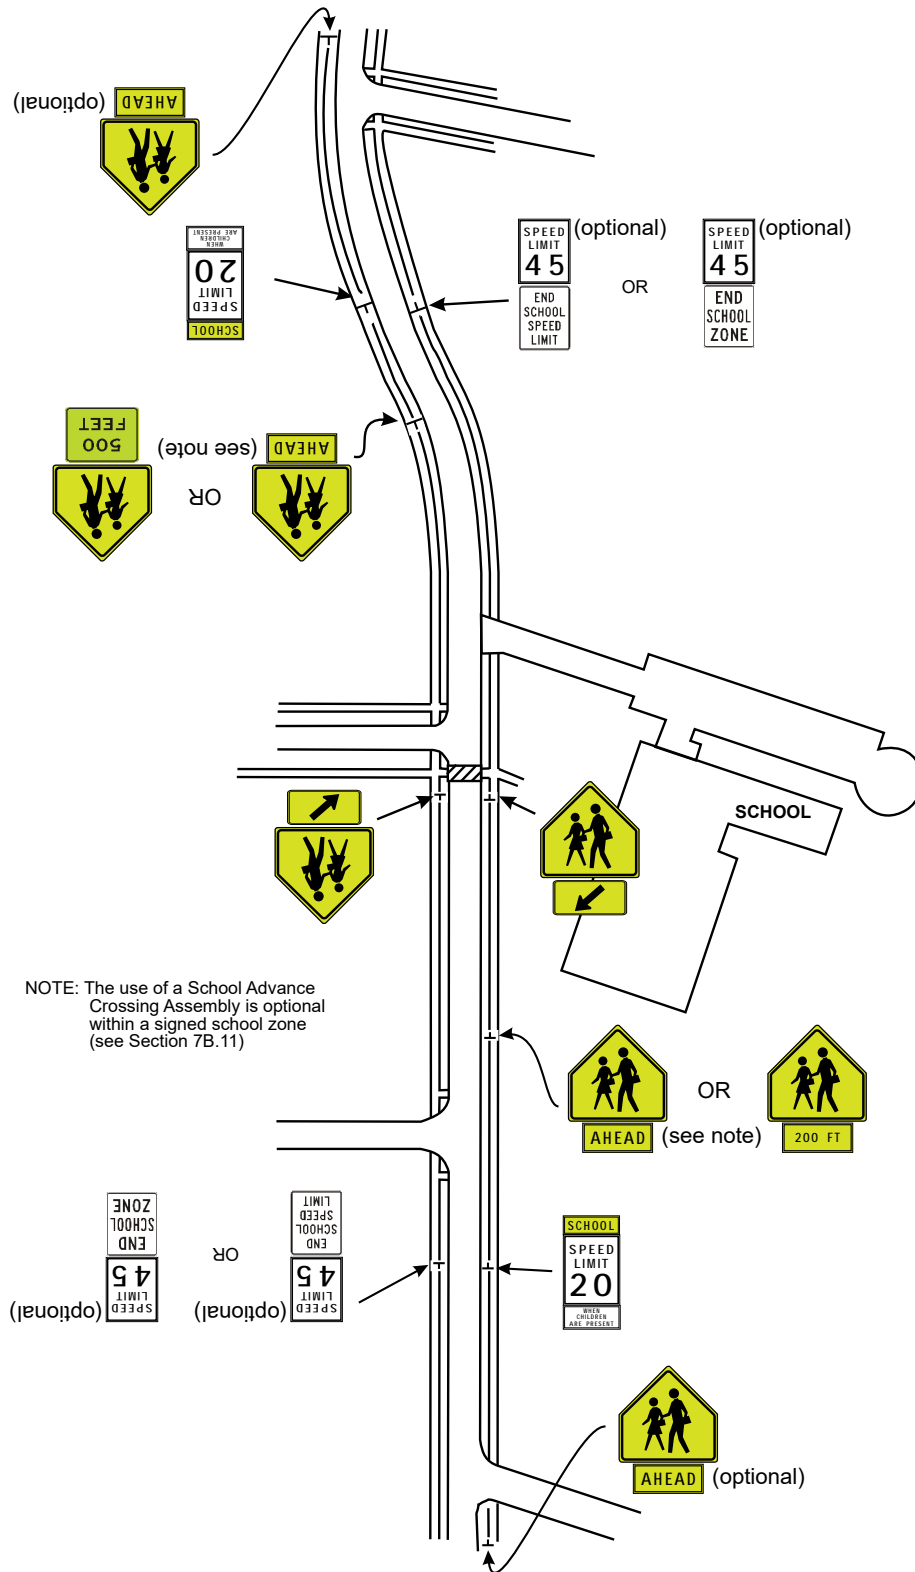 AHEAD
(optional)
SCHOOL
SPEED
LIMIT
20
WHEN
CHILDREN
ARE PRESENT
SPEED
LIMIT
45
(optional)
END
SCHOOL
SPEED
LIMIT
OR
SPEED
LIMIT
45
(optional)
END
SCHOOL
ZONE
AHEAD
(see note)
OR
500
FEET
SCHOOL
NOTE: The use of a School Advance
Crossing Assembly is optional
within a signed school zone
(see Section 7B.11)
AHEAD
(see note)
OR
200 FT
SPEED
LIMIT
45
(optional)
END
SCHOOL
SPEED
LIMIT
OR
SPEED
LIMIT
45
(optional)
END
SCHOOL
ZONE
SCHOOL
SPEED
LIMIT
20
WHEN
CHILDREN
ARE PRESENT
AHEAD
(optional)